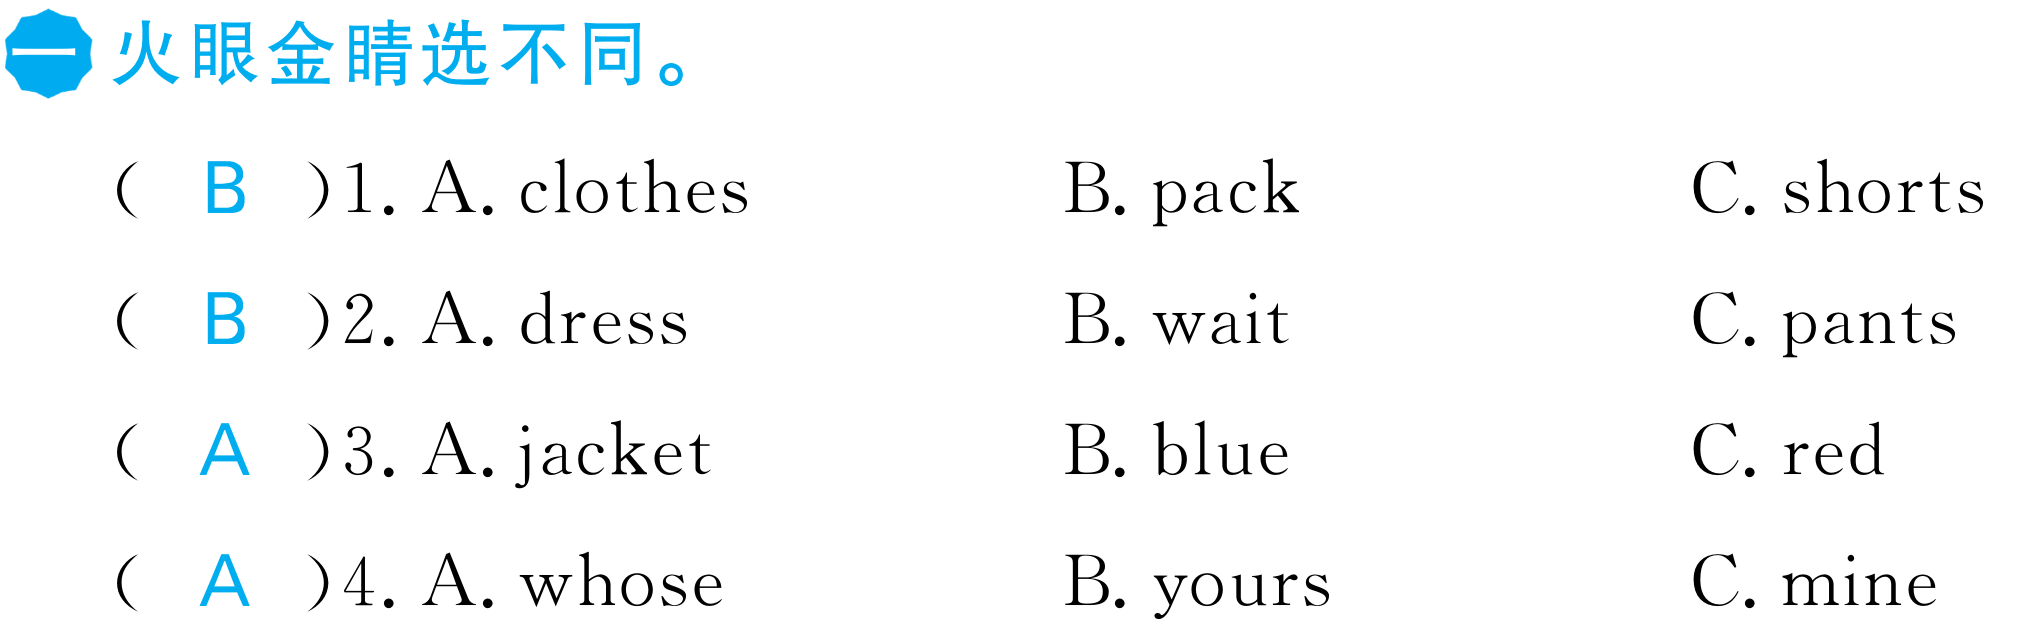 一 火眼金睛选不同。
( B )1. A. clothes B. pack C. shorts
( B )2. A. dress B. wait C. pants
( A )3. A. jacket B. blue C. red
( A )4. A. whose B. yours C. mine